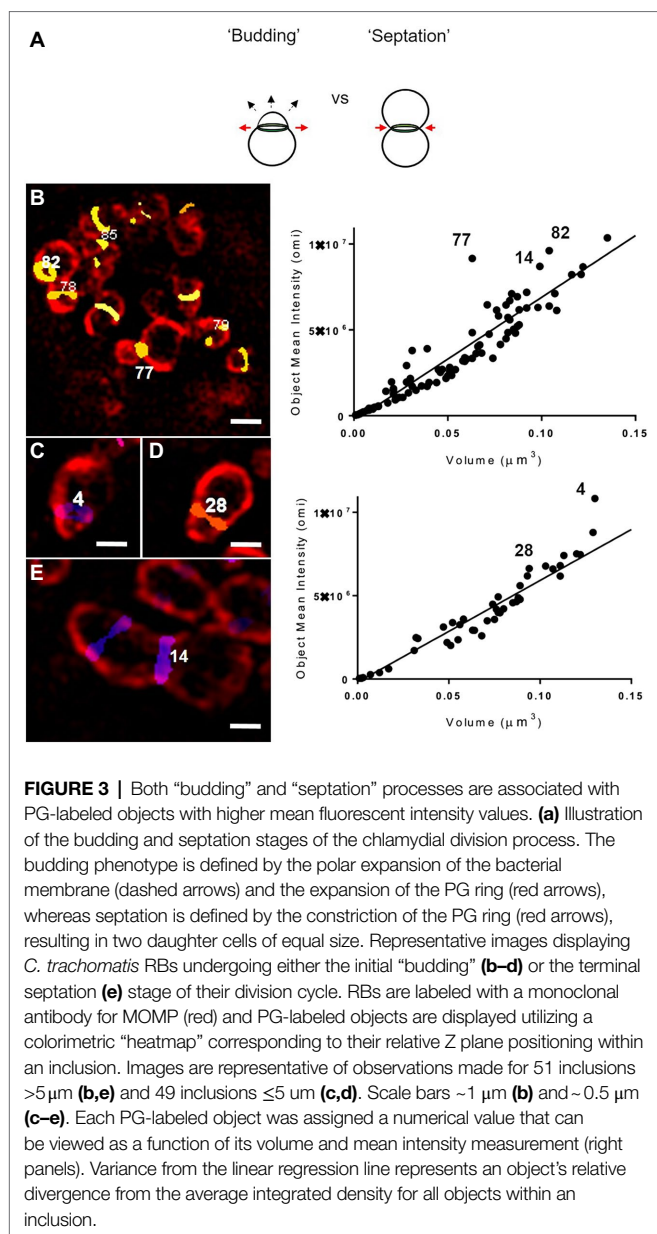 A
'Budding'
'Septation'
vs
B
85
82
78
79
77
C
4
D
28
E
14
Object Mean Intensity (omi)
1✖10⁷
5✖10⁶
0
77
14
82
0.00
0.05
0.10
0.15
Volume (μm³)
Object Mean Intensity (omi)
1✖10⁷
5✖10⁶
0
28
4
0.00
0.05
0.10
0.15
Volume (μm³)
FIGURE 3 | Both “budding” and “septation” processes are associated with
PG-labeled objects with higher mean fluorescent intensity values. (a) Illustration
of the budding and septation stages of the chlamydial division process. The
budding phenotype is defined by the polar expansion of the bacterial
membrane (dashed arrows) and the expansion of the PG ring (red arrows),
whereas septation is defined by the constriction of the PG ring (red arrows),
resulting in two daughter cells of equal size. Representative images displaying
C. trachomatis RBs undergoing either the initial “budding” (b–d) or the terminal
septation (e) stage of their division cycle. RBs are labeled with a monoclonal
antibody for MOMP (red) and PG-labeled objects are displayed utilizing a
colorimetric “heatmap” corresponding to their relative Z plane positioning within
an inclusion. Images are representative of observations made for 51 inclusions
>5 μm (b,e) and 49 inclusions ≤5 um (c,d). Scale bars ~1 μm (b) and ~ 0.5 μm
(c–e). Each PG-labeled object was assigned a numerical value that can
be viewed as a function of its volume and mean intensity measurement (right
panels). Variance from the linear regression line represents an object’s relative
divergence from the average integrated density for all objects within an
inclusion.